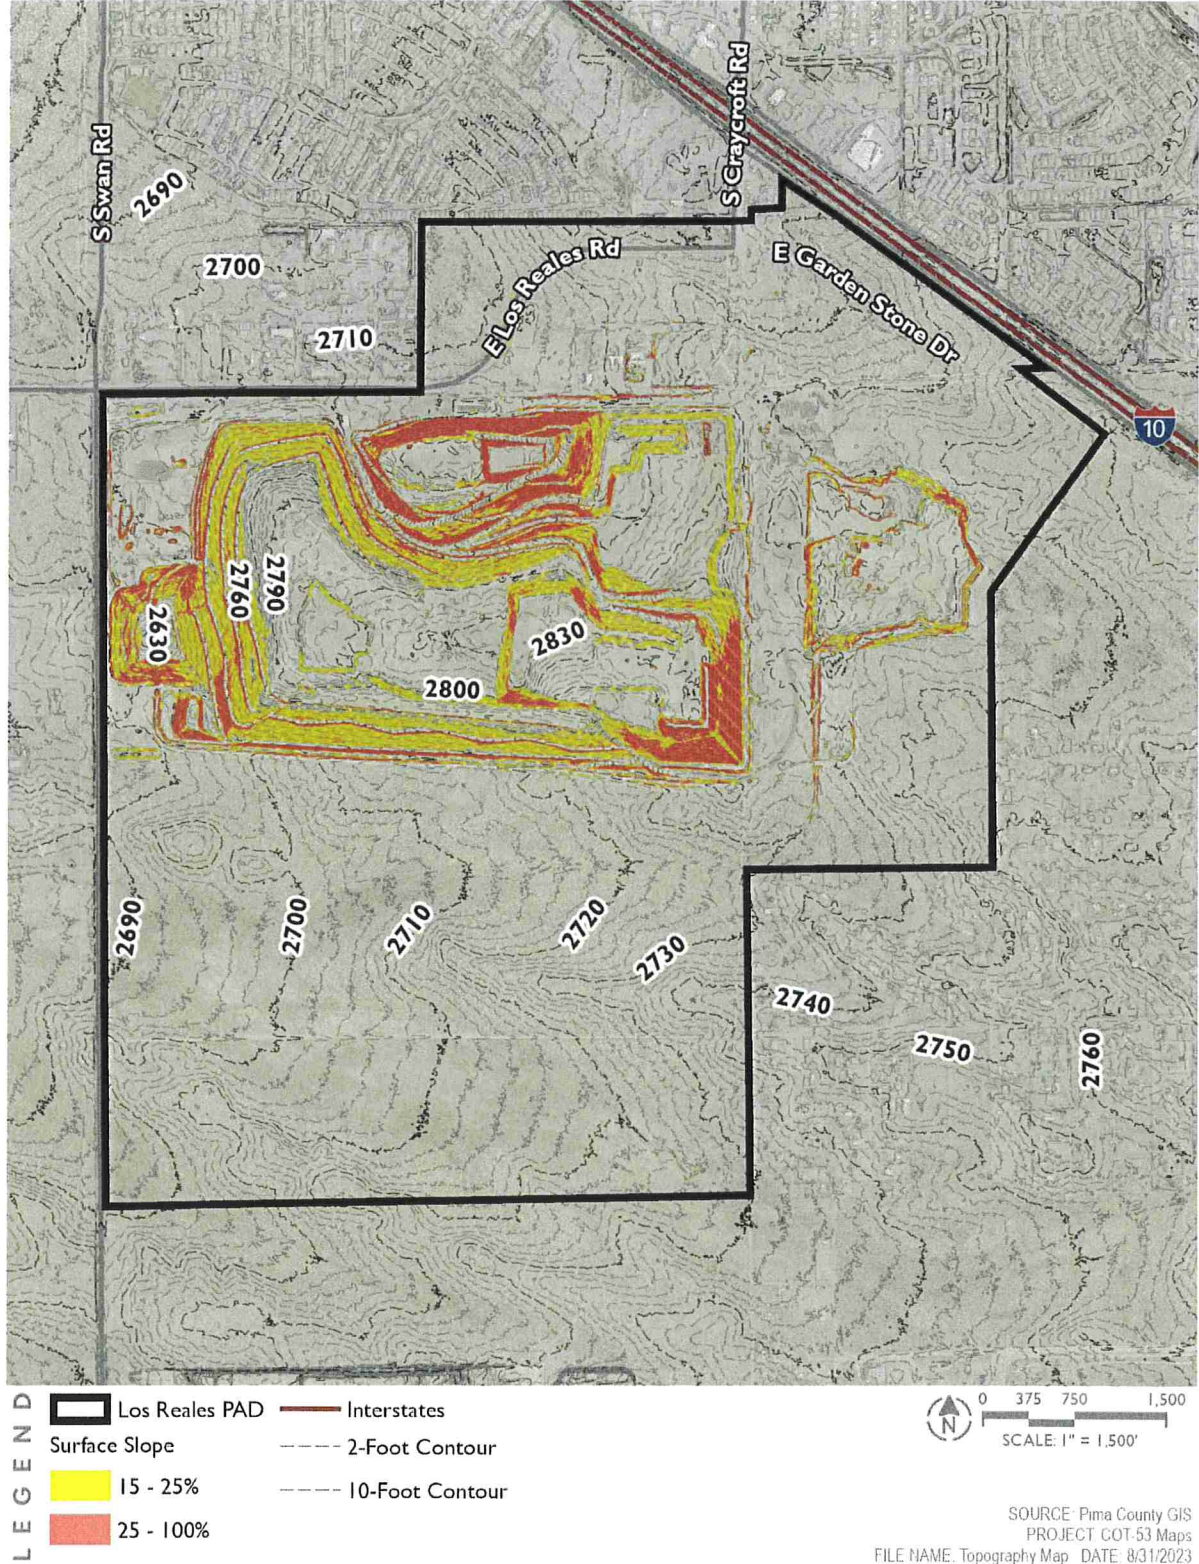 S Swan Rd
S Craycroft Rd
2690
2700
2710
E Los Reales Rd
E Garden Stone Dr
10
2760
2790
2630
2830
2800
2690
2700
2710
2720
2730
2740
2750
2760
LEGEND
Los Reales PAD
Interstates
Surface Slope
2-Foot Contour
15 - 25%
10-Foot Contour
25 - 100%
N
0 375 750 1,500
SCALE: 1" = 1,500'
SOURCE: Pima County GIS
PROJECT COT-53 Maps
FILE NAME: Topography Map DATE: 8/31/2023